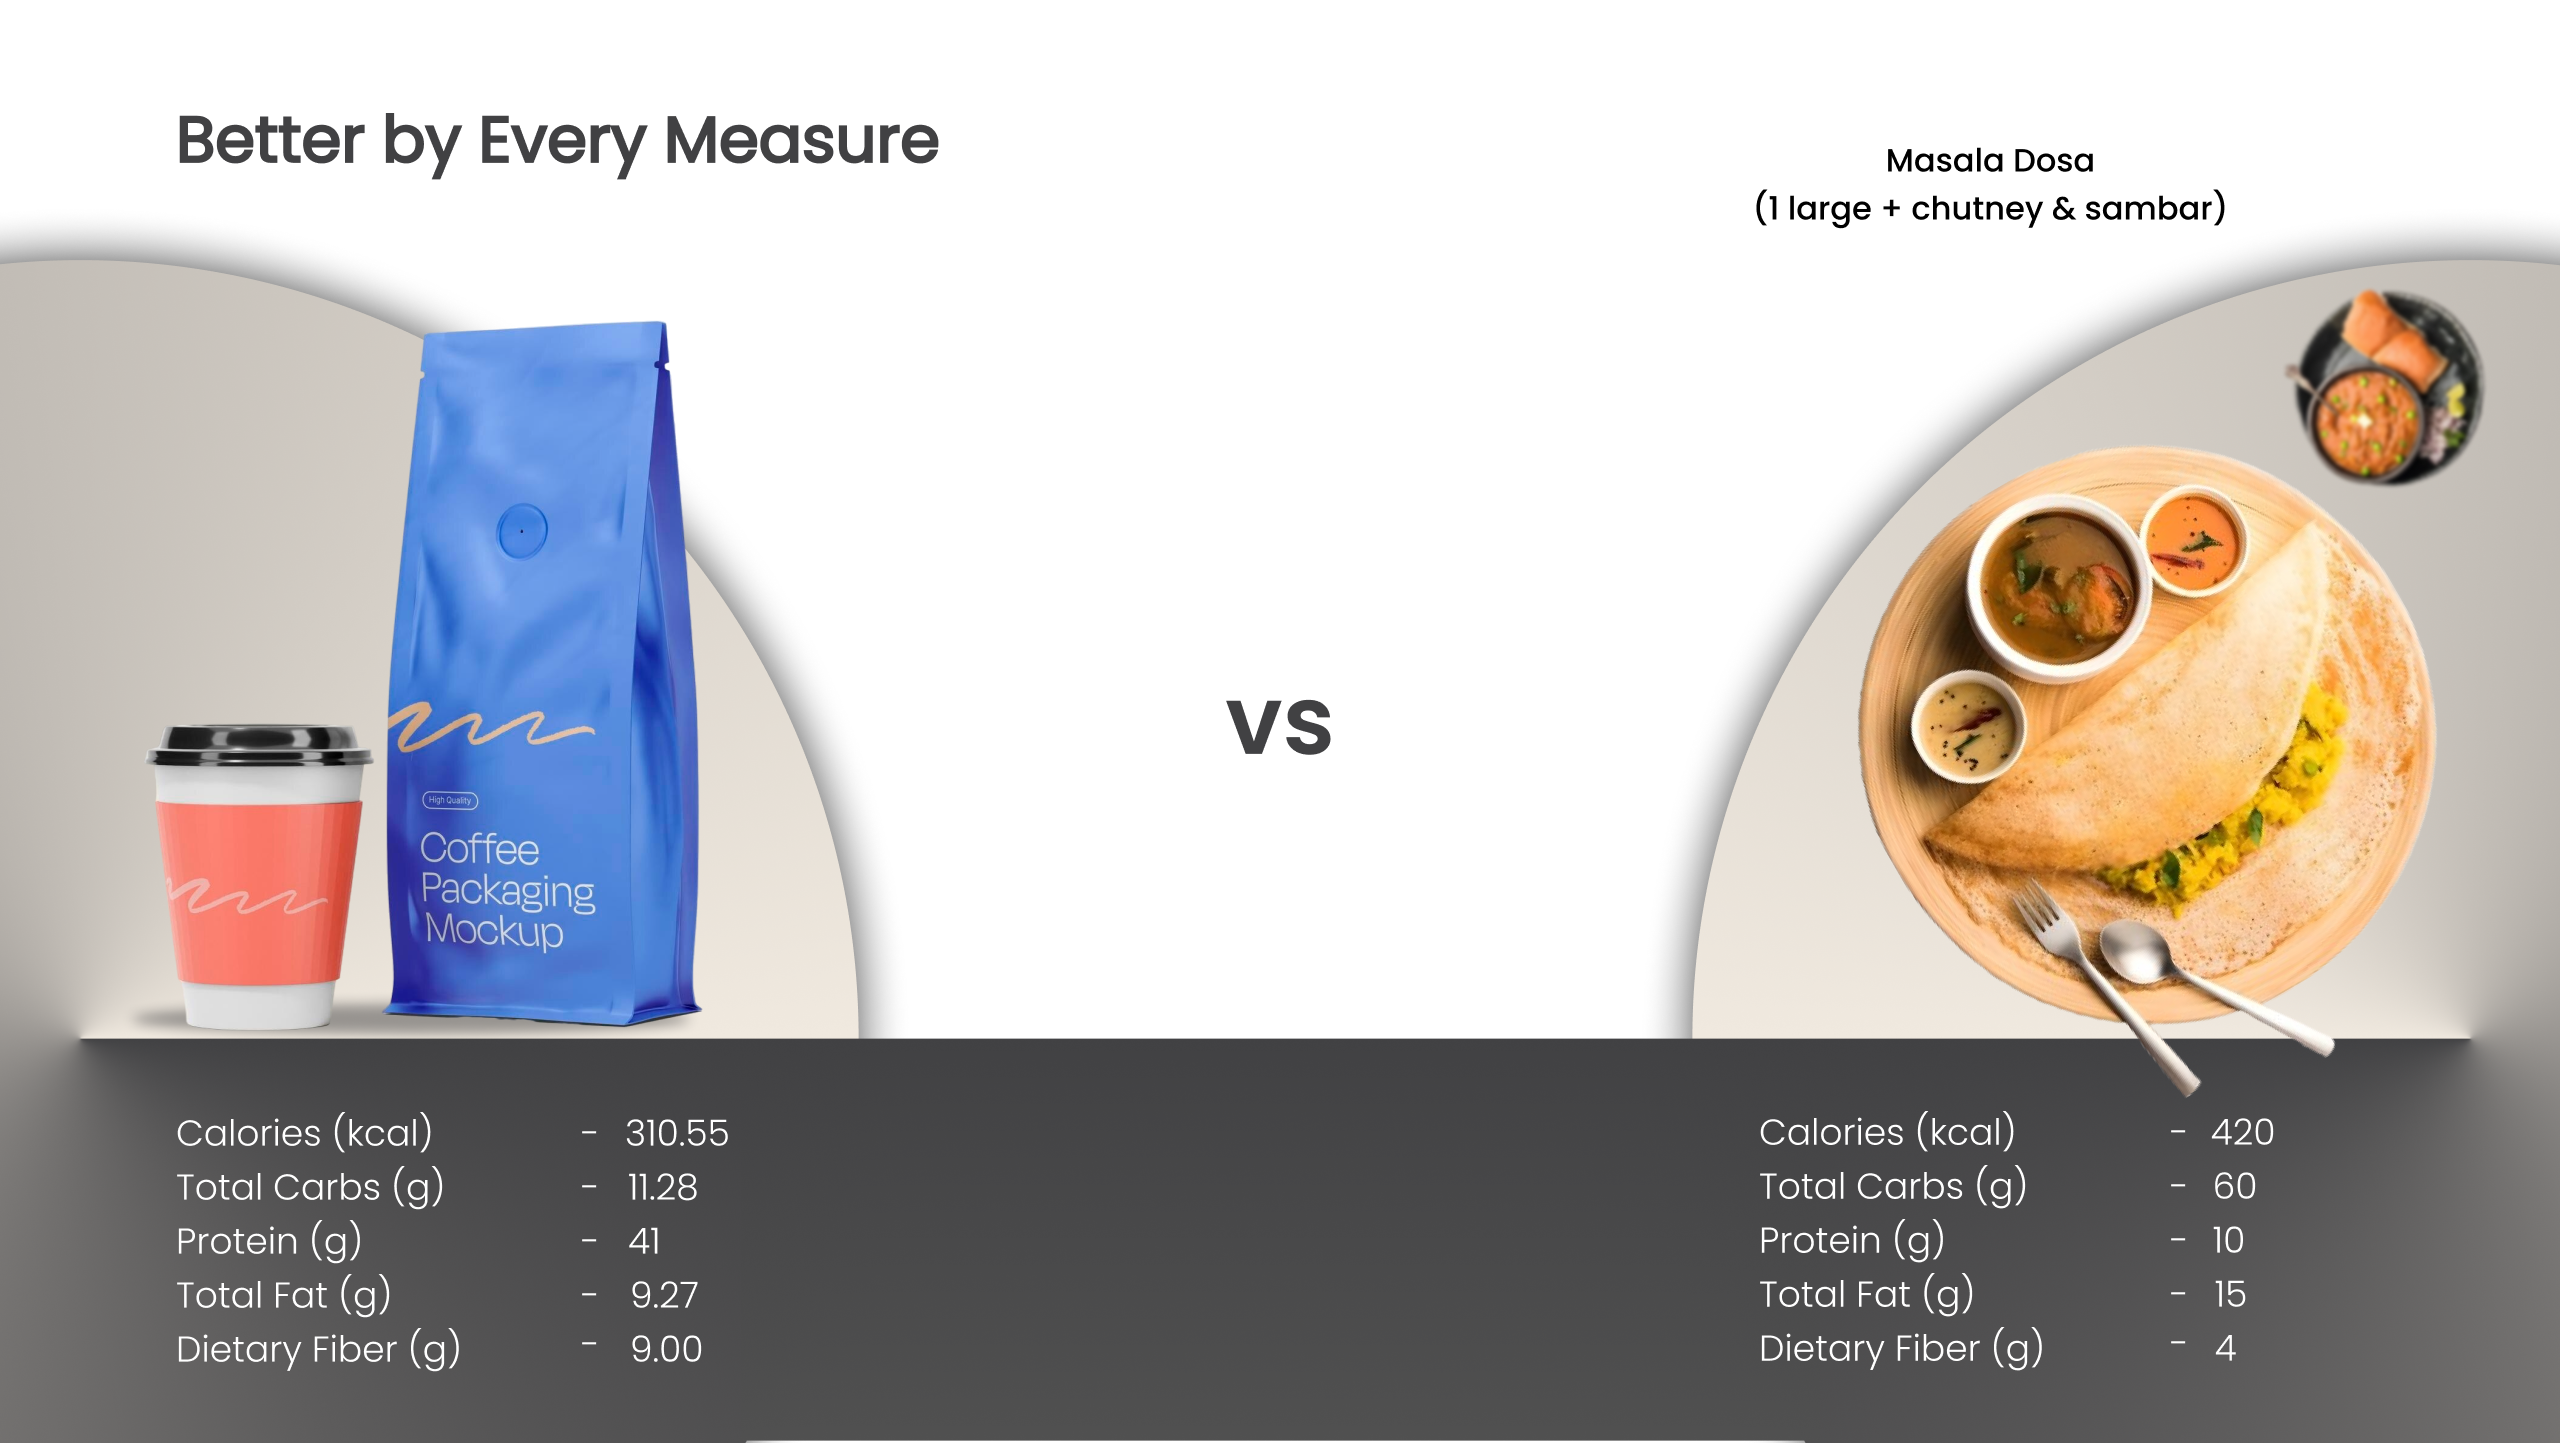 Better by Every Measure
Masala Dosa
(1 large + chutney & sambar)
High Quality
Coffee
Packaging
Mockup
VS
Calories (kcal) - 310.55
Total Carbs (g) - 11.28
Protein (g) - 41
Total Fat (g) - 9.27
Dietary Fiber (g) - 9.00
Calories (kcal) - 420
Total Carbs (g) - 60
Protein (g) - 10
Total Fat (g) - 15
Dietary Fiber (g) - 4